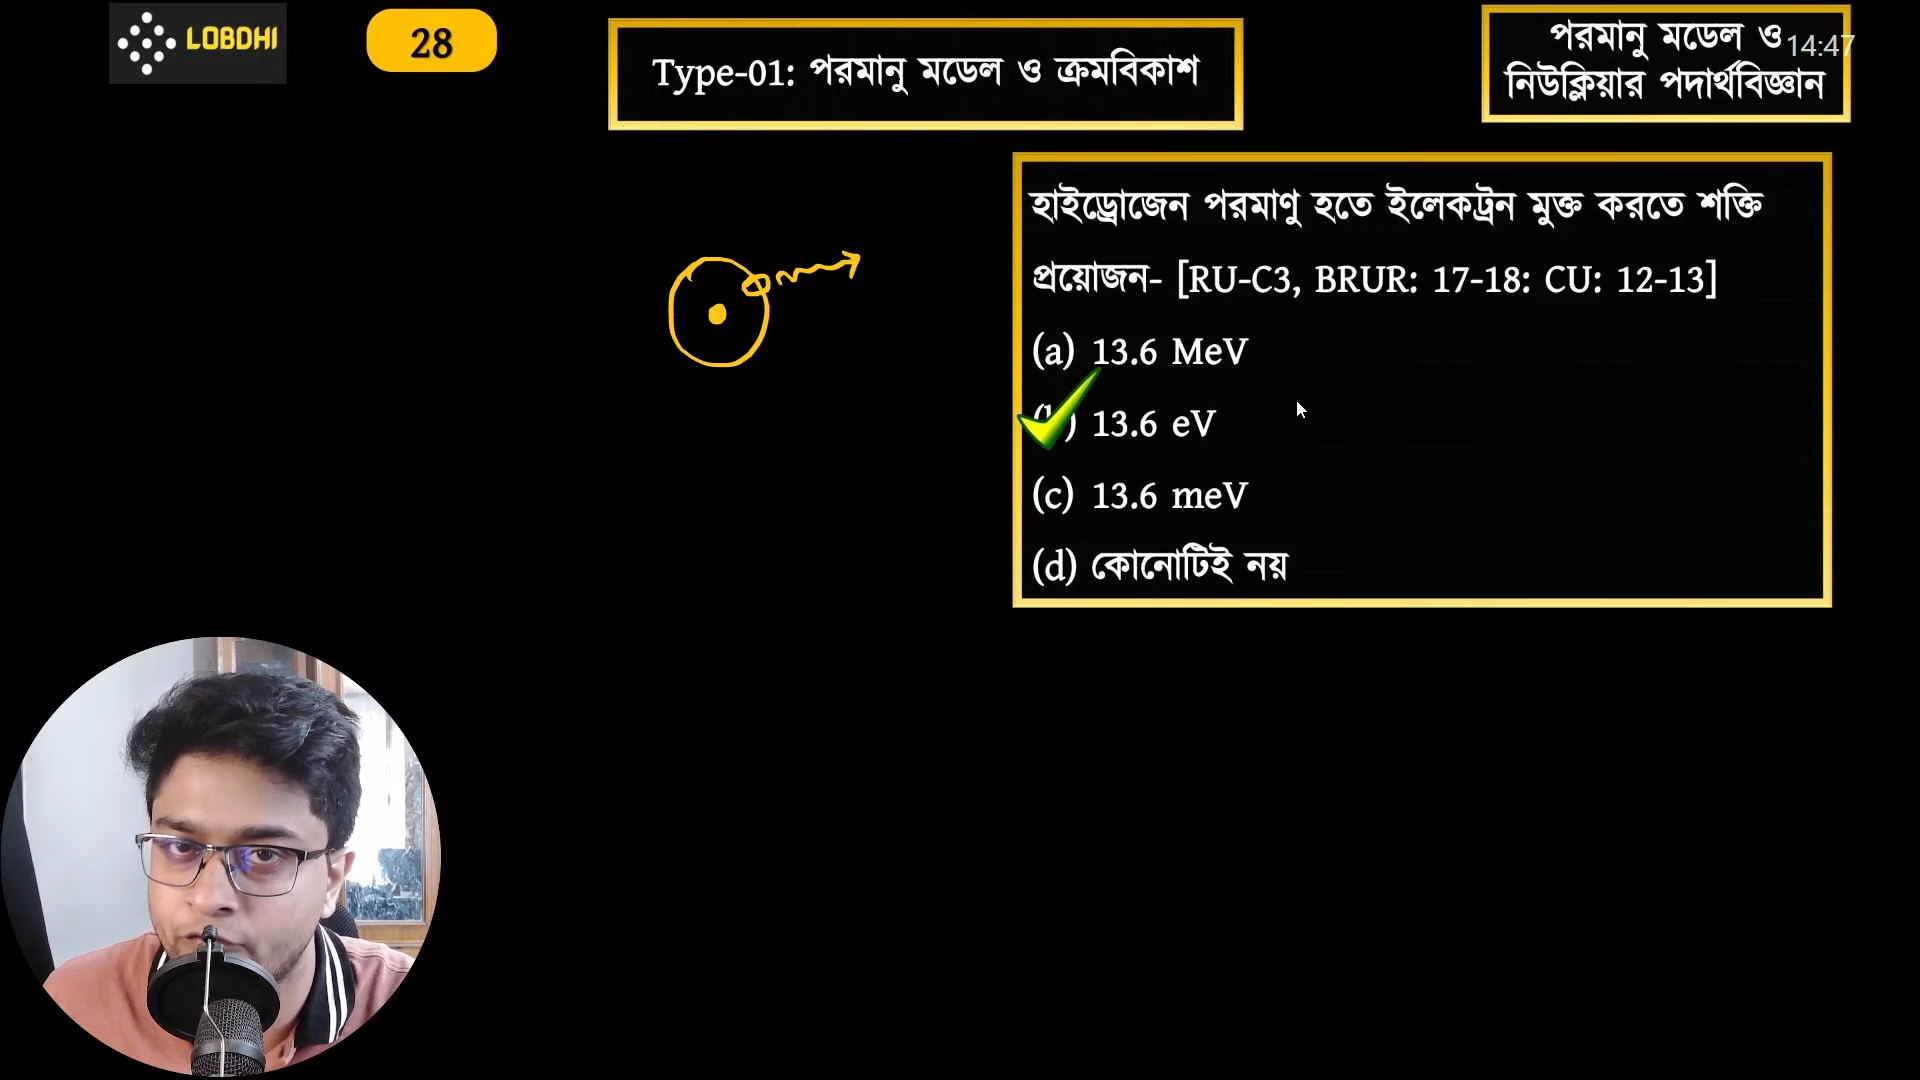 LOBDHI
28
Type-01: পরমানু মডেল ও ক্রমবিকাশ
পরমানু মডেল ও
নিউক্লিয়ার পদার্থবিজ্ঞান
14:47
হাইড্রোজেন পরমাণু হতে ইলেকট্রন মুক্ত করতে শক্তি
প্রয়োজন- [RU-C3, BRUR: 17-18: CU: 12-13]
(a) 13.6 MeV
(b) 13.6 eV
(c) 13.6 meV
(d) কোনোটিই নয়